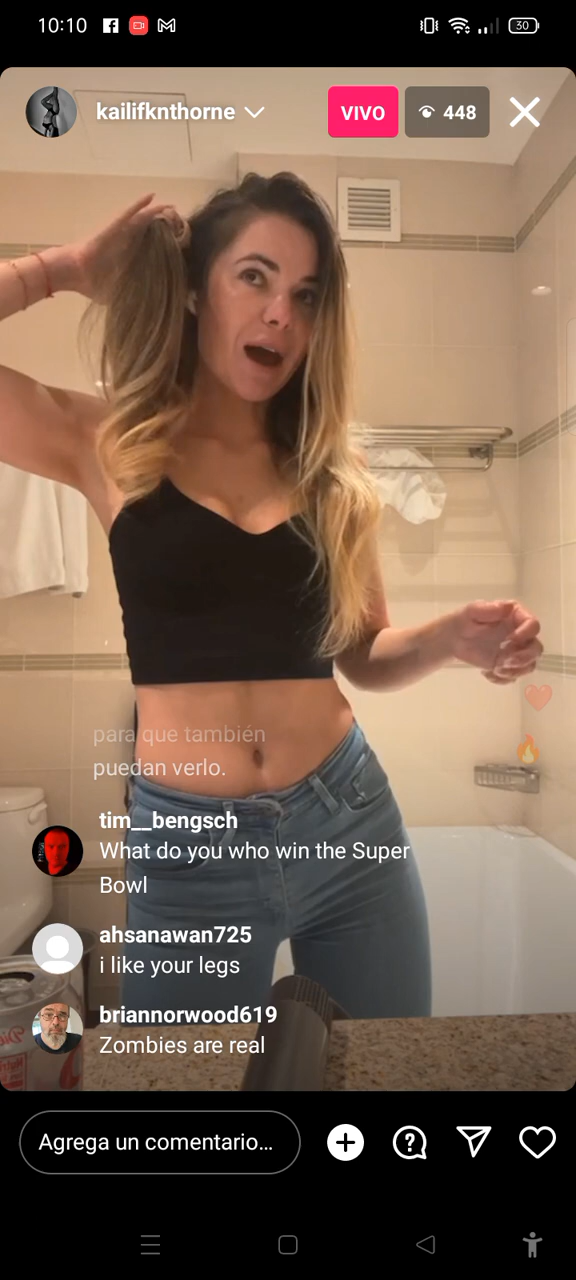 10:10
30
kailifknthorne
VIVO
448
para que también
puedan verlo.
tim__bengsch
What do you who win the Super
Bowl
ahsanawan725
i like your legs
briannorwood619
Zombies are real
Agrega un comentario...